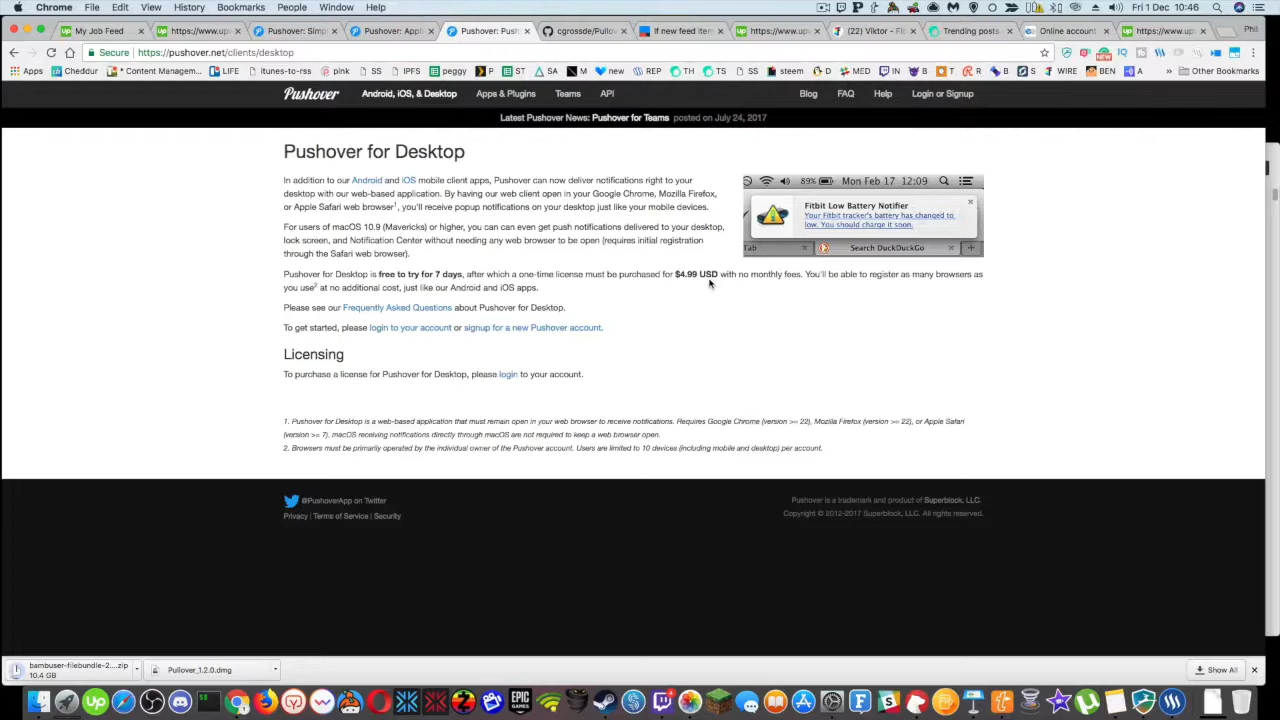 Chrome File Edit View History Bookmarks People Window Help Fri 1 Dec 10:46
My Job Feed https://www.up Pushover: Simp Pushover: Appl Pushover: Push cgrossde/Pullov If new feed item https://www.up (22) Viktor - Flo Trending posts - Online account https://www.up Phil
Secure https://pushover.net/clients/desktop
Apps Cheddur * Content Managem... LIFE itunes-to-rss pink SS IPFS peggy P ST SA M new REP TH TS SS steem D MED IN B T R B S WIRE BEN A » Other Bookmarks
Pushover Android, iOS, & Desktop Apps & Plugins Teams API Blog FAQ Help Login or Signup
Latest Pushover News: Pushover for Teams posted on July 24, 2017
Pushover for Desktop
In addition to our Android and iOS mobile client apps, Pushover can now deliver notifications right to your
desktop with our web-based application. By having our web client open in your Google Chrome, Mozilla Firefox,
or Apple Safari web browser1, you'll receive popup notifications on your desktop just like your mobile devices.
For users of macOS 10.9 (Mavericks) or higher, you can can even get push notifications delivered to your desktop,
lock screen, and Notification Center without needing any web browser to be open (requires initial registration
through the Safari web browser).
89% Mon Feb 17 12:09
Fitbit Low Battery Notifier
Your Fitbit tracker's battery has changed to
low. You should charge it soon.
Tab Search DuckDuckGo
Pushover for Desktop is free to try for 7 days, after which a one-time license must be purchased for $4.99 USD with no monthly fees. You'll be able to register as many browsers as
you use2 at no additional cost, just like our Android and iOS apps.
Please see our Frequently Asked Questions about Pushover for Desktop.
To get started, please login to your account or signup for a new Pushover account.
Licensing
To purchase a license for Pushover for Desktop, please login to your account.
1. Pushover for Desktop is a web-based application that must remain open in your web browser to receive notifications. Requires Google Chrome (version >= 22), Mozilla Firefox (version >= 22), or Apple Safari
(version >= 7). macOS receiving notifications directly through macOS are not required to keep a web browser open.
2. Browsers must be primarily operated by the individual owner of the Pushover account. Users are limited to 10 devices (including mobile and desktop) per account.
@PushoverApp on Twitter
Privacy | Terms of Service | Security
Pushover is a trademark and product of Superblock, LLC.
Copyright © 2012-2017 Superblock, LLC. All rights reserved.
bambuser-filebundle-2....zip
10.4 GB
Pullover_1.2.0.dmg
Show All
EPIC GAMES